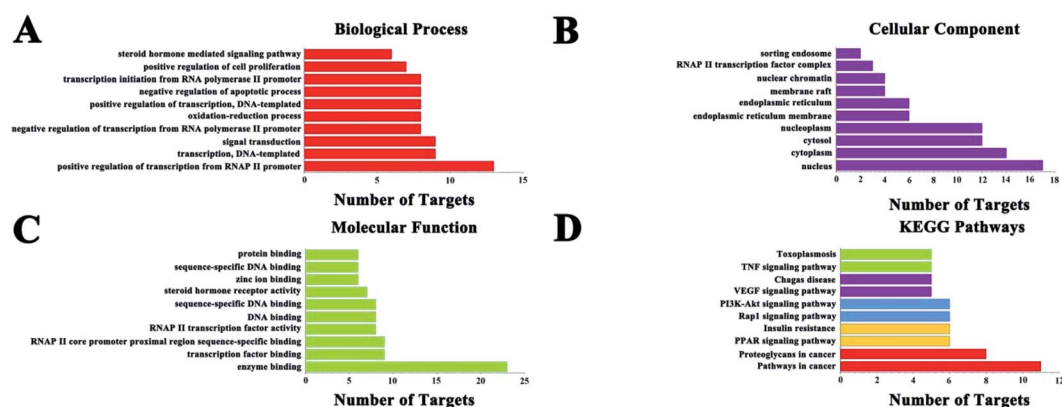 A
Biological Process
steroid hormone mediated signaling pathway
positive regulation of cell proliferation
transcription initiation from RNA polymerase II promoter
negative regulation of apoptotic process
positive regulation of transcription, DNA-templated
oxidation-reduction process
negative regulation of transcription from RNA polymerase II promoter
signal transduction
transcription, DNA-templated
positive regulation of transcription from RNAP II promoter
0 5 10 15
Number of Targets
B
Cellular Component
sorting endosome
RNAP II transcription factor complex
nuclear chromatin
membrane raft
endoplasmic reticulum
endoplasmic reticulum membrane
nucleoplasm
cytosol
cytoplasm
nucleus
0 2 4 6 8 10 12 14 16 18
Number of Targets
C
Molecular Function
protein binding
sequence-specific DNA binding
zinc ion binding
steroid hormone receptor activity
sequence-specific DNA binding
DNA binding
RNAP II transcription factor activity
RNAP II core promoter proximal region sequence-specific binding
transcription factor binding
enzyme binding
0 5 10 15 20 25
Number of Targets
D
KEGG Pathways
Toxoplasmosis
TNF signaling pathway
Chagas disease
VEGF signaling pathway
PI3K-Akt signaling pathway
Rap1 signaling pathway
Insulin resistance
PPAR signaling pathway
Proteoglycans in cancer
Pathways in cancer
0 2 4 6 8 10 12
Number of Targets